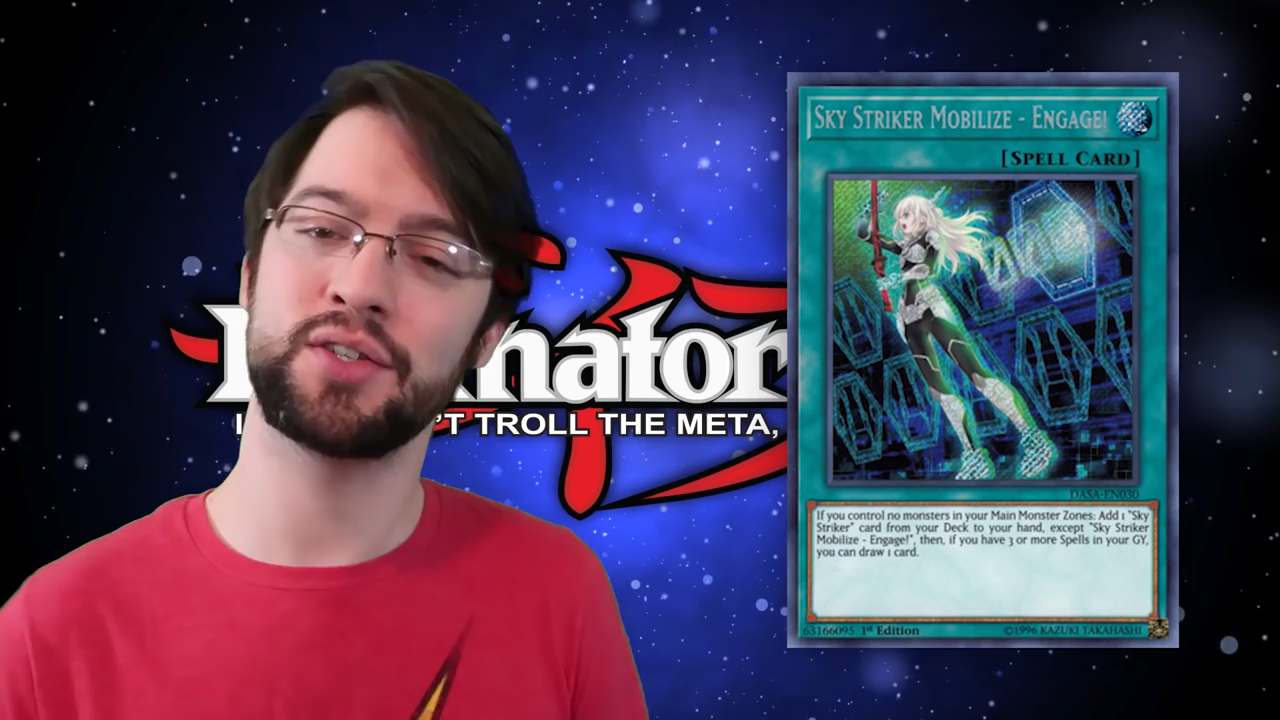 nator
'T TROLL THE META,
SKY STRIKER MOBILIZE - ENGAGE!
[SPELL CARD]
DASA-EN030
If you control no monsters in your Main Monster Zones: Add 1 "Sky
Striker" card from your Deck to your hand, except "Sky Striker
Mobilize - Engage!", then, if you have 3 or more Spells in your GY,
you can draw 1 card.
63166095 1st Edition ©1996 KAZUKI TAKAHASHI